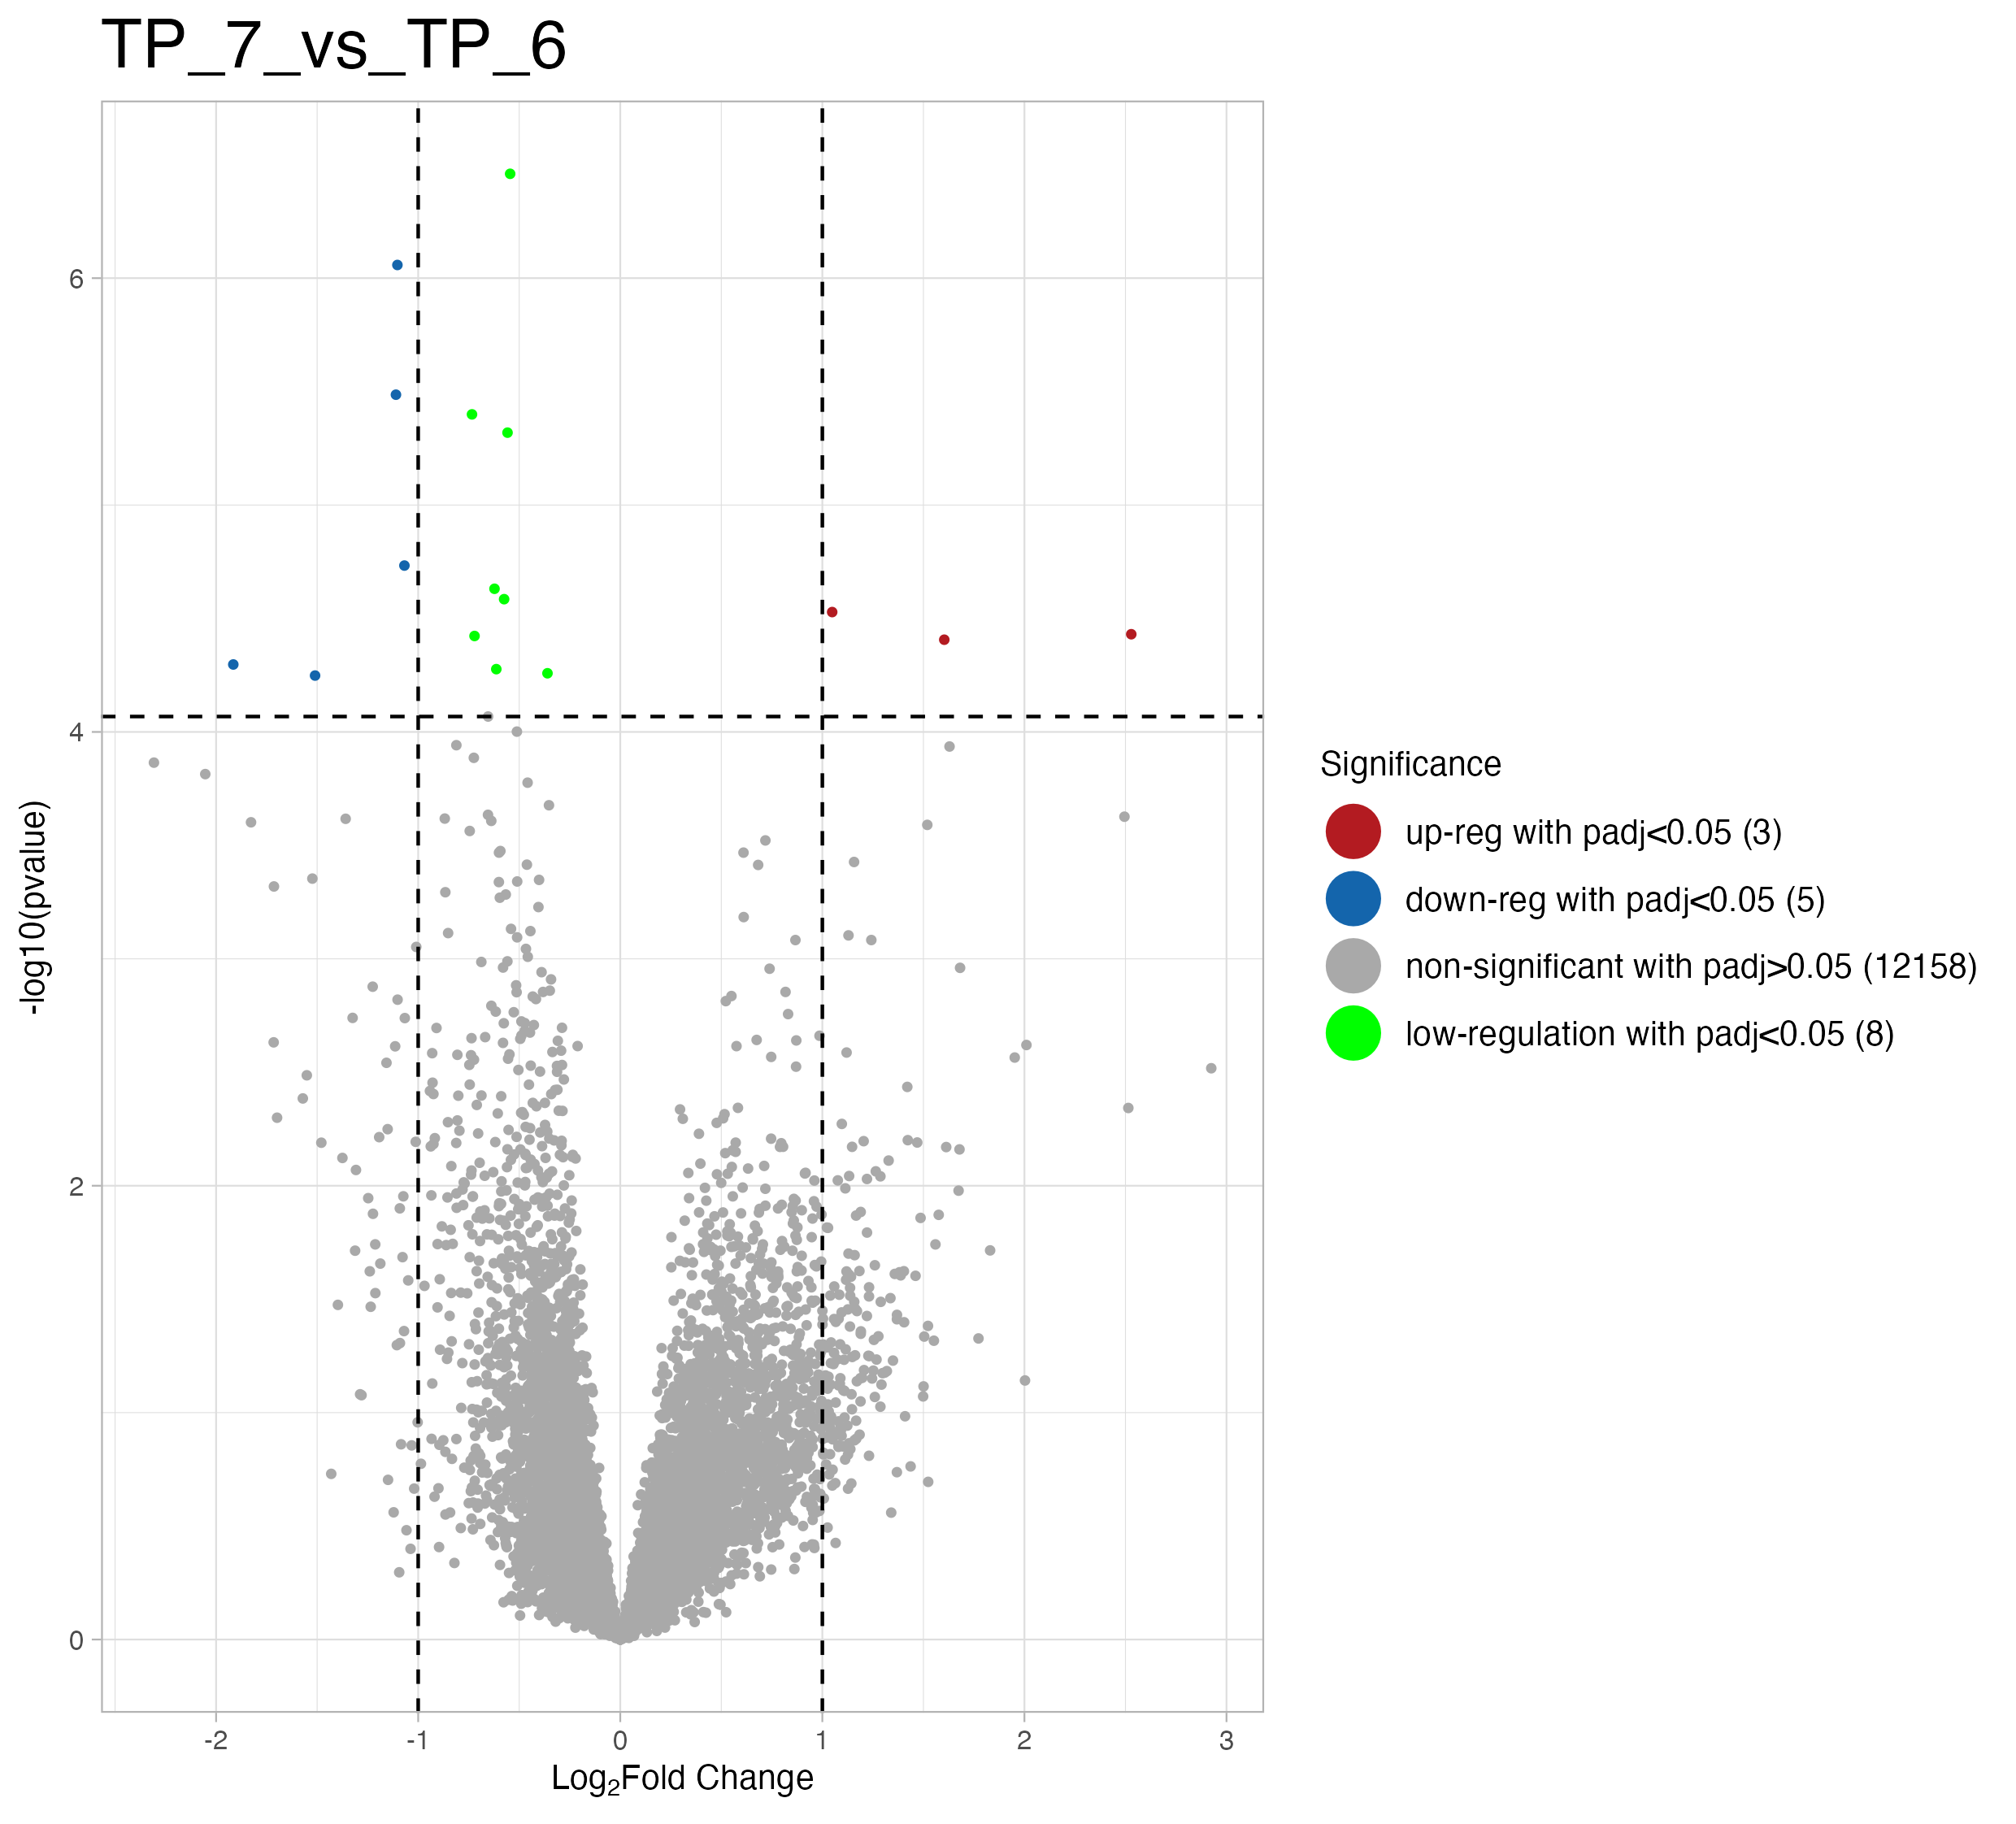 TP_7_vs_TP_6
6
4
2
0
-log10(pvalue)
-2
-1
0
1
2
3
Log₂Fold Change
Significance
up-reg with padj<0.05 (3)
down-reg with padj<0.05 (5)
non-significant with padj>0.05 (12158)
low-regulation with padj<0.05 (8)